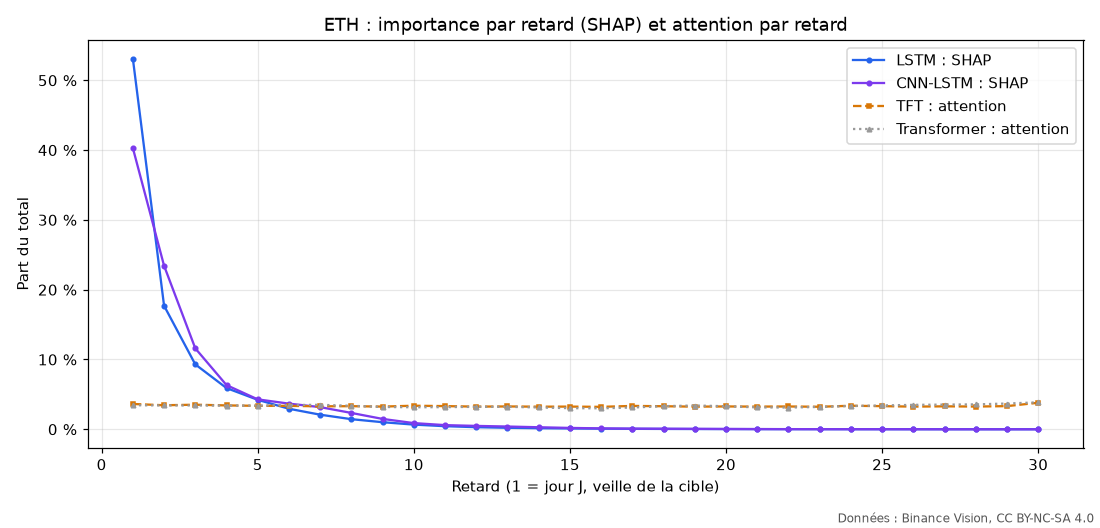 ETH : importance par retard (SHAP) et attention par retard
LSTM : SHAP
CNN-LSTM : SHAP
TFT : attention
Transformer : attention
Part du total
50 %
40 %
30 %
20 %
10 %
0 %
0 5 10 15 20 25 30
Retard (1 = jour J, veille de la cible)
Données : Binance Vision, CC BY-NC-SA 4.0